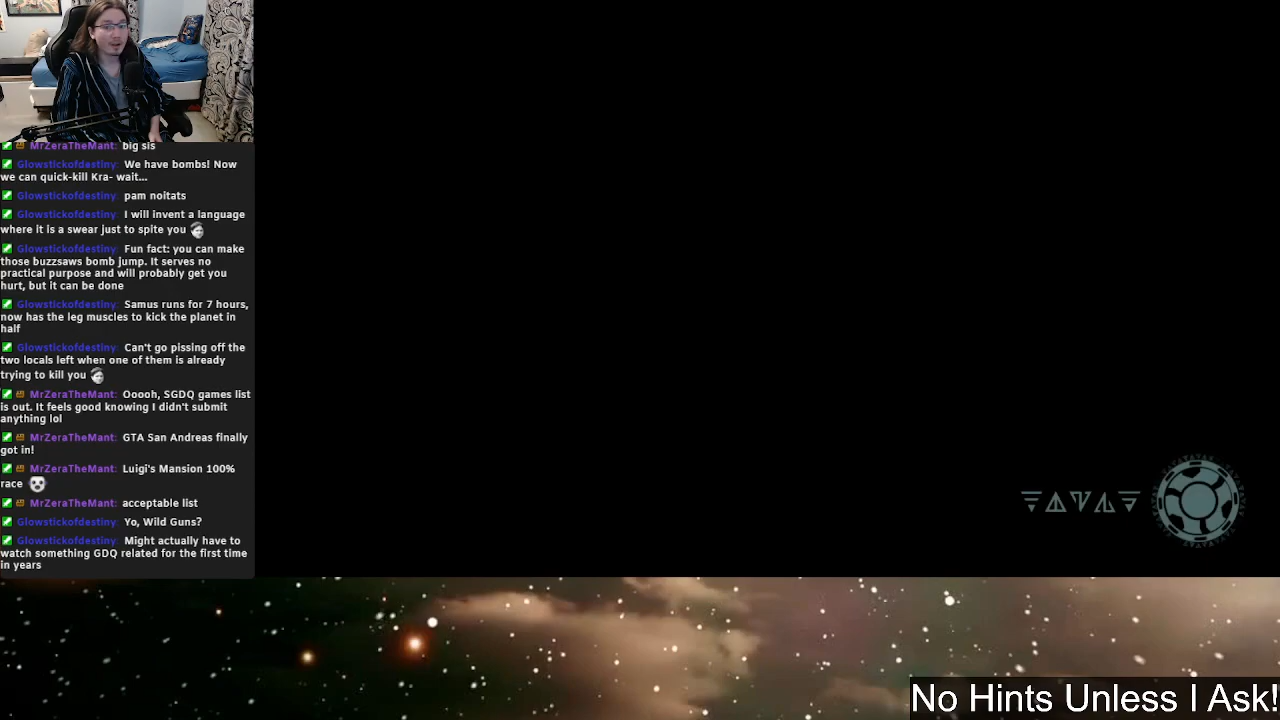 MrZeraTheMant: big sis
Glowstickofdestiny: We have bombs! Now
we can quick-kill Kra- wait...
Glowstickofdestiny: pam noitats
Glowstickofdestiny: I will invent a language
where it is a swear just to spite you
Glowstickofdestiny: Fun fact: you can make
those buzzsaws bomb jump. It serves no
practical purpose and will probably get you
hurt, but it can be done
Glowstickofdestiny: Samus runs for 7 hours,
now has the leg muscles to kick the planet in
half
Glowstickofdestiny: Can't go pissing off the
two locals left when one of them is already
trying to kill you
MrZeraTheMant: Ooooh, SGDQ games list
is out. It feels good knowing I didn't submit
anything lol
MrZeraTheMant: GTA San Andreas finally
got in!
MrZeraTheMant: Luigi's Mansion 100%
race
MrZeraTheMant: acceptable list
Glowstickofdestiny: Yo, Wild Guns?
Glowstickofdestiny: Might actually have to
watch something GDQ related for the first time
in years
No Hints Unless I Ask!